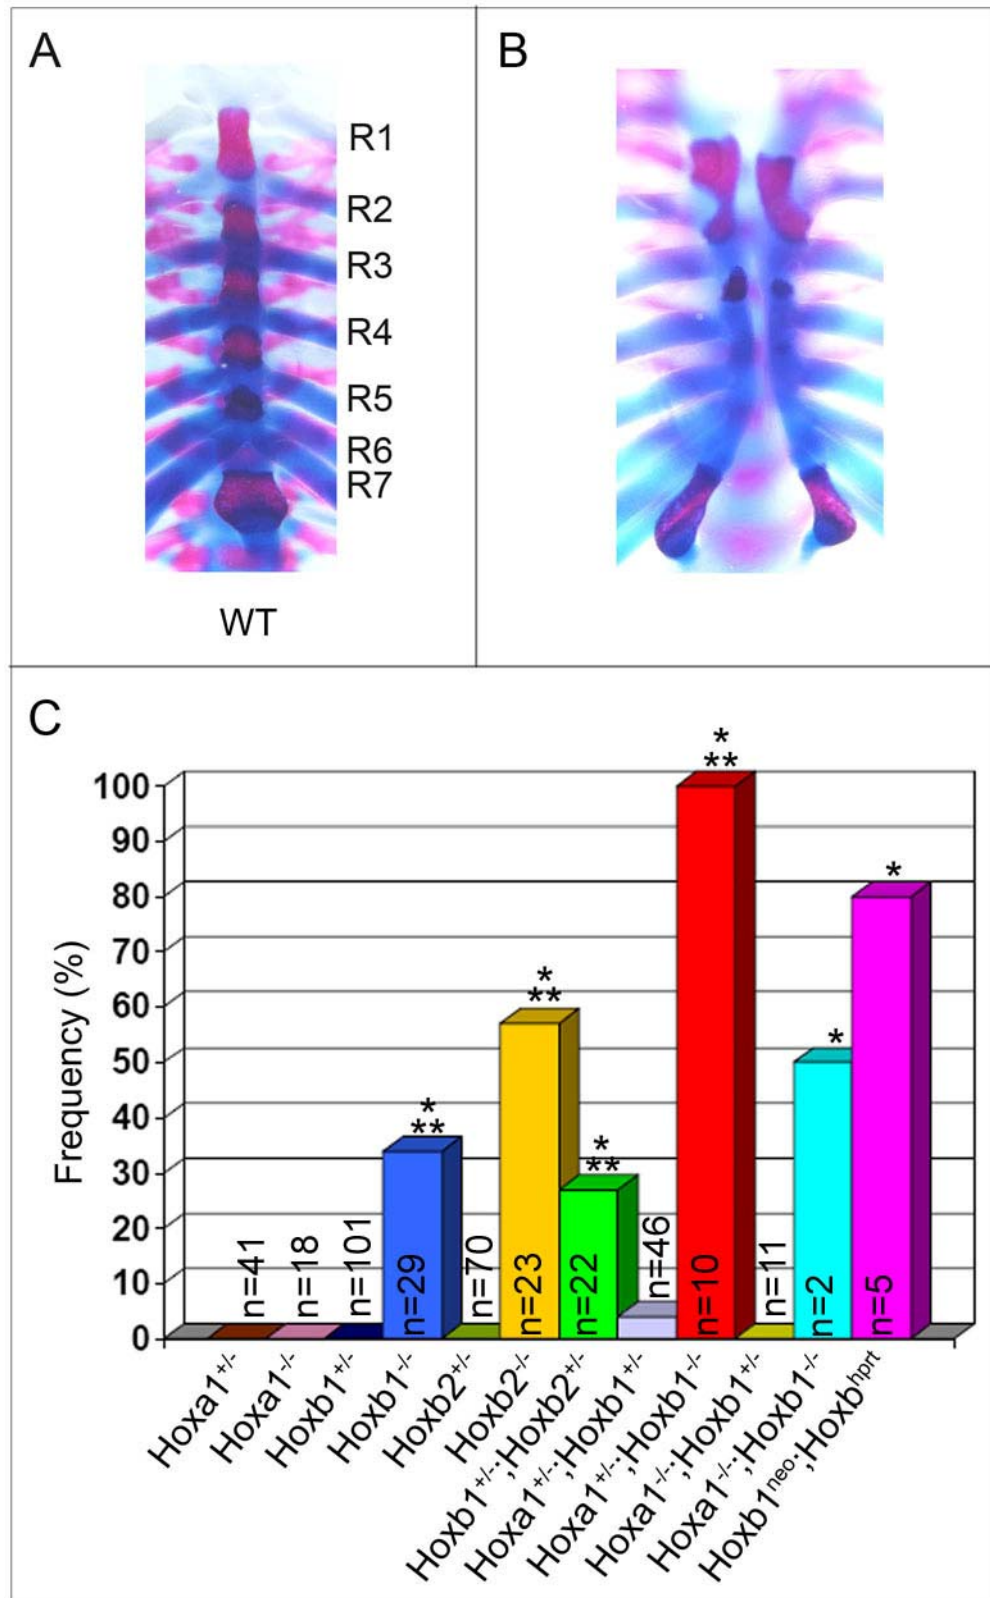 A
B
R1
R2
R3
R4
R5
R6
R7
WT
C
Frequency (%)
100
90
80
70
60
50
40
30
20
10
0
n=41
n=18
n=101
n=29
n=70
n=23
n=22
n=46
n=10
n=11
n=2
n=5
*
**
*
**
*
**
*
**
*
*
Hoxa1+/-
Hoxa1-/-
Hoxb1+/-
Hoxb1-/-
Hoxb2+/-
Hoxb2-/-
Hoxb1+/-;Hoxb2+/-
Hoxa1+/-;Hoxb1+/-
Hoxa1+/-;Hoxb1-/-
Hoxa1-/-;Hoxb1+/-
Hoxa1-/-;Hoxb1-/-
Hoxb1neo;Hoxbhprt